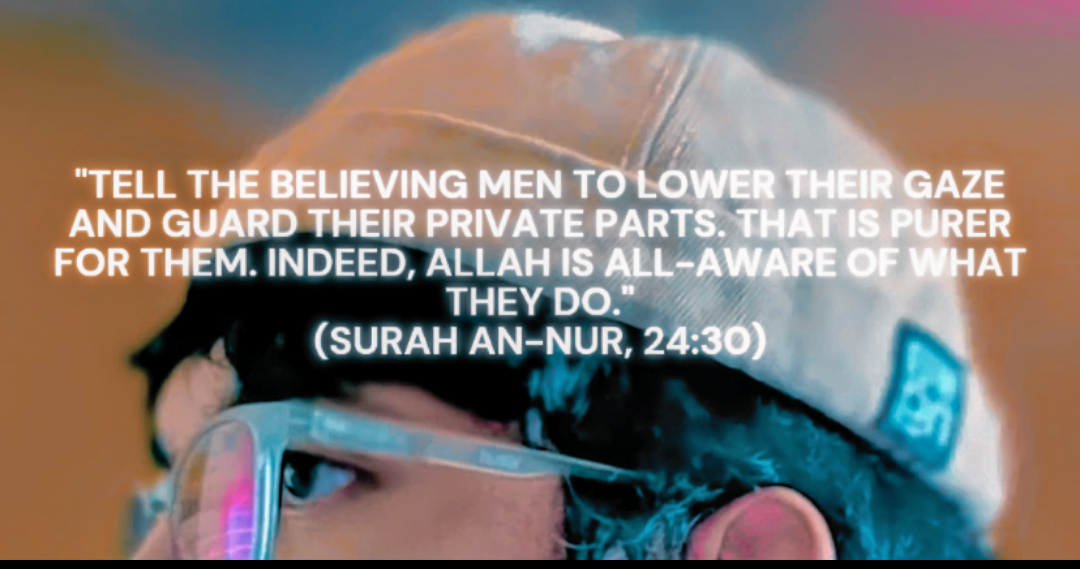 "TELL THE BELIEVING MEN TO LOWER THEIR GAZE
AND GUARD THEIR PRIVATE PARTS. THAT IS PURER
FOR THEM. INDEED, ALLAH IS ALL-AWARE OF WHAT
THEY DO."
(SURAH AN-NUR, 24:30)